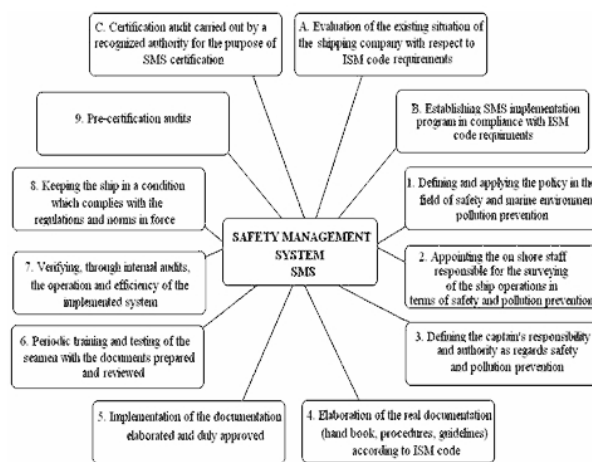 C. Certification audit carried out by a
recognized authority for the purpose of
SMS certification
A. Evaluation of the existing situation of
the shipping company with respect to
ISM code requirements
9. Pre-certification audits
B. Establishing SMS implementation
program in compliance with ISM
code requirments
8. Keeping the ship in a condition
which complies with the
regulations and norms in force
1. Defining and applying the policy in the
field of safety and marine environment
pollution prevention
SAFETY MANAGEMENT
SYSTEM
SMS
7. Verifying, through internal audits,
the operation and efficiency of the
implemented system
2. Appointing the on shore staff
responsible for the surveying
of the ship operations in
terms of safety and pollution prevention
6. Periodic training and testing of the
seamen with the documents prepared
and reviewed
3. Defining the captain's responsibility
and authority as regards safety
and pollution prevention
5. Implementation of the documentation
elaborated and duly approved
4. Elaboration of the real documentation
(hand book, procedures, guidelines)
according to ISM code